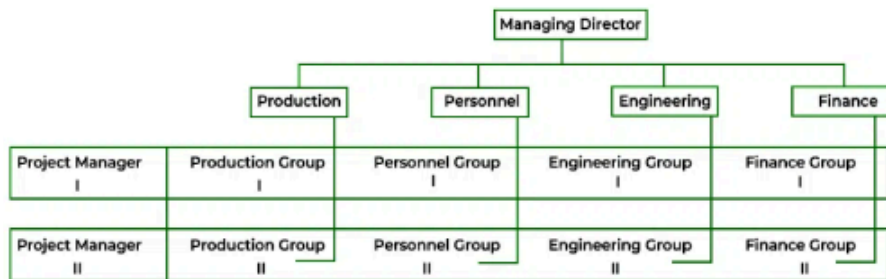 Managing Director
Production Personnel Engineering Finance
Project Manager Production Group Personnel Group Engineering Group Finance Group
I I I I I
Project Manager Production Group Personnel Group Engineering Group Finance Group
II II II II II